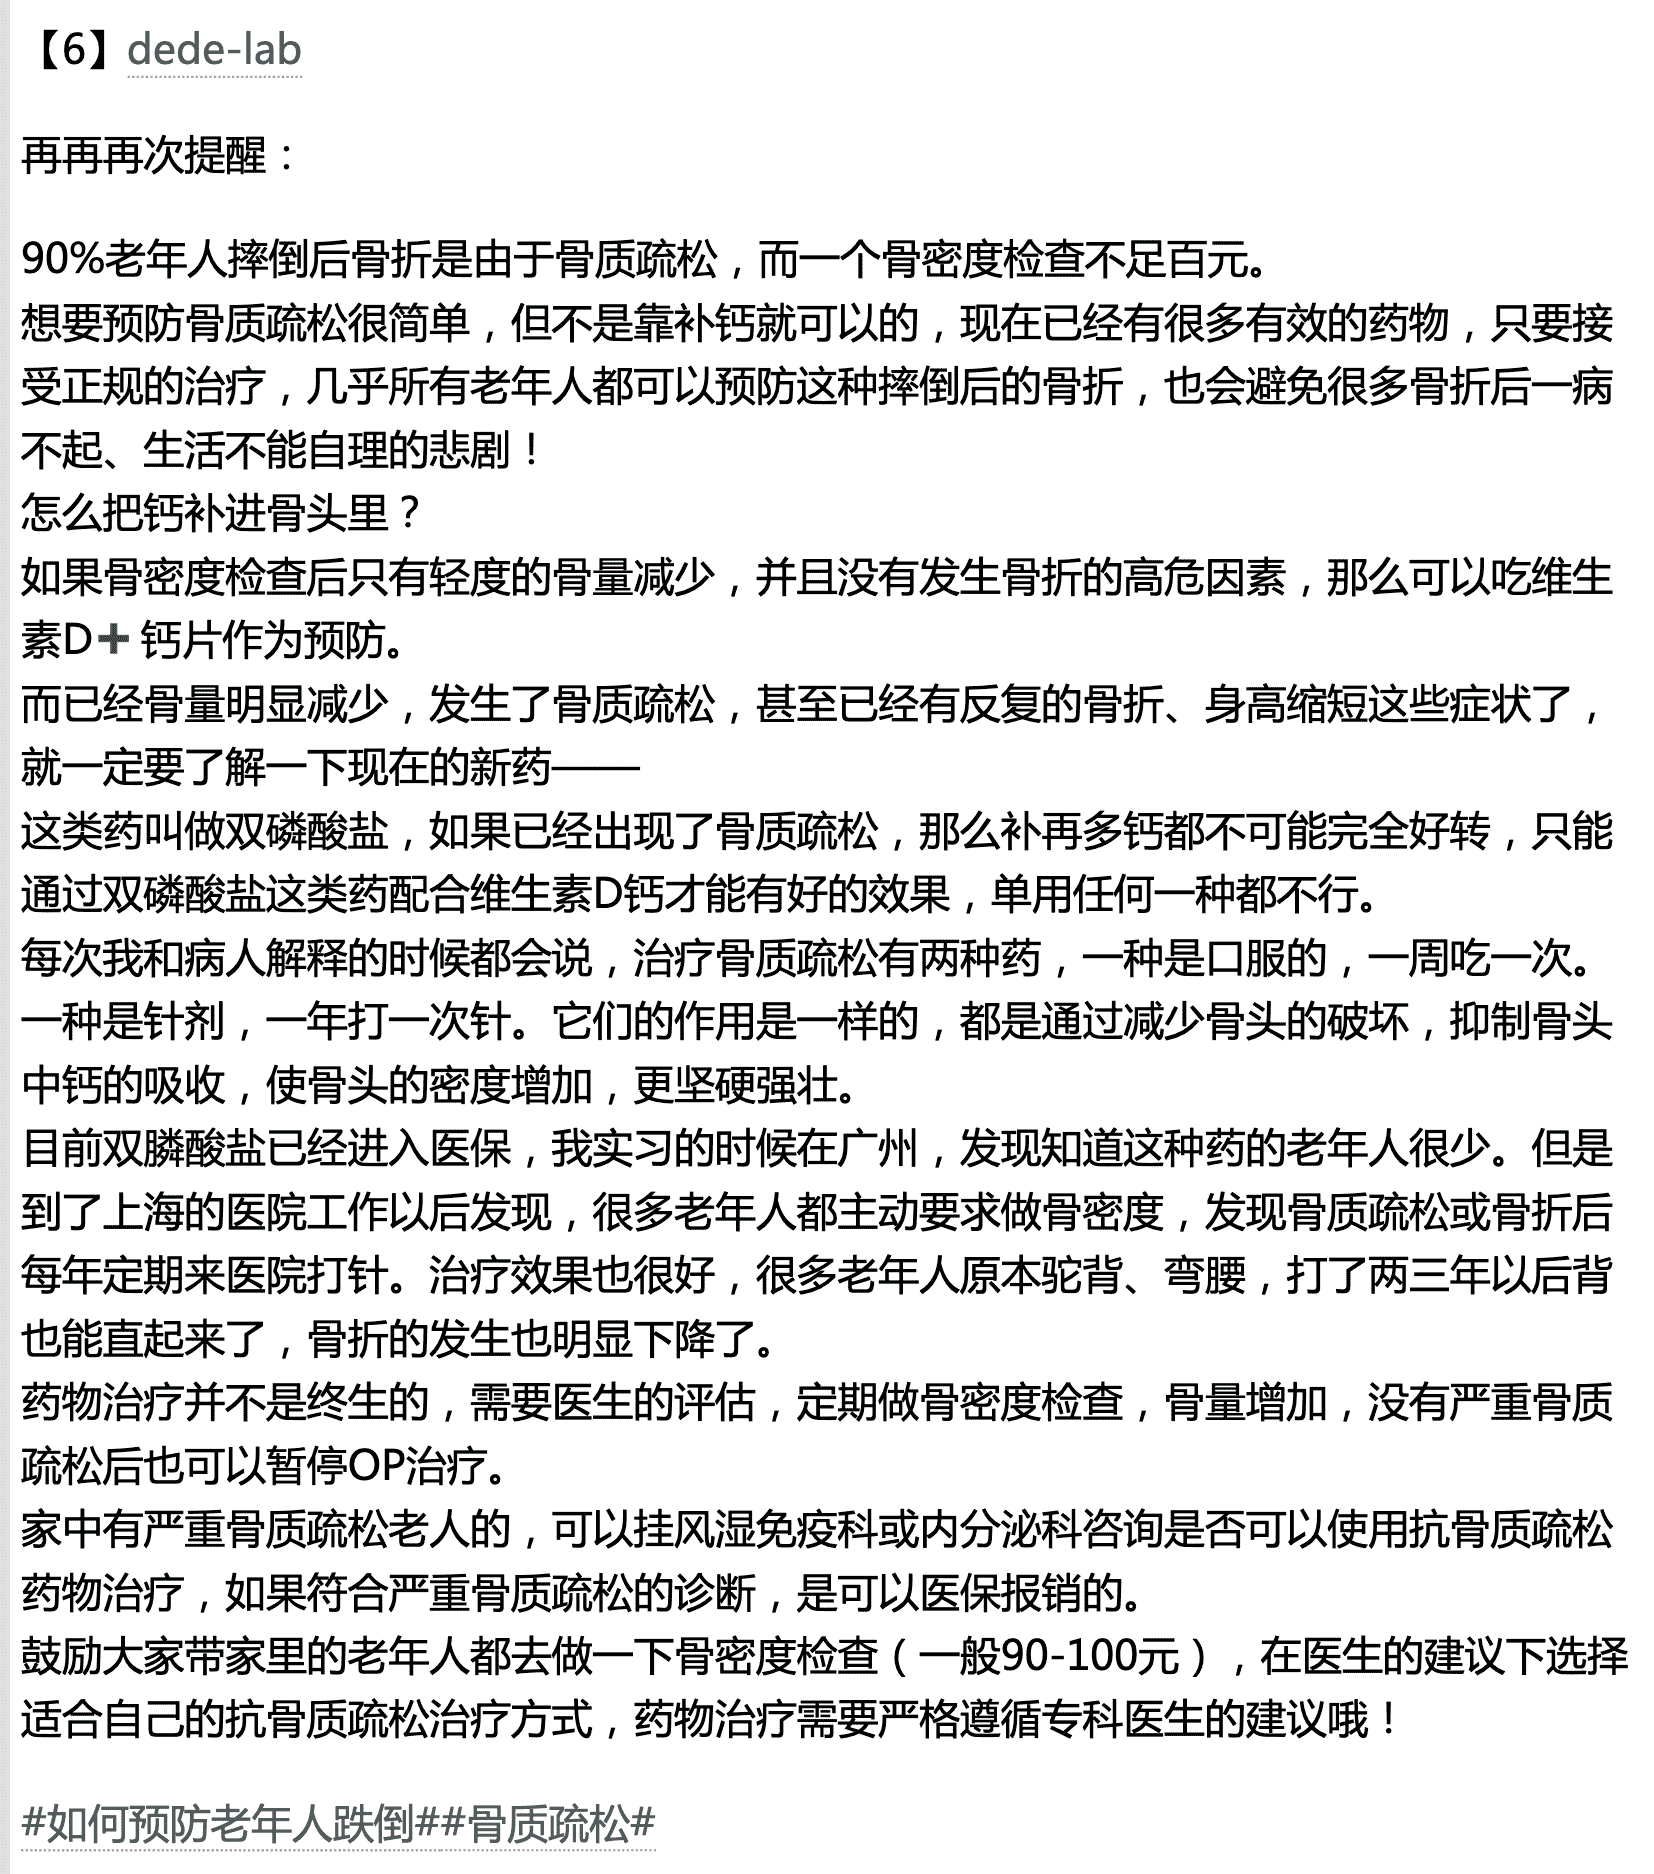 【6】dede-lab
再再再次提醒：
90%老年人摔倒后骨折是由于骨质疏松，而一个骨密度检查不足百元。
想要预防骨质疏松很简单，但不是靠补钙就可以的，现在已经有很多有效的药物，只要接
受正规的治疗，几乎所有老年人都可以预防这种摔倒后的骨折，也会避免很多骨折后一病
不起、生活不能自理的悲剧！
怎么把钙补进骨头里？
如果骨密度检查后只有轻度的骨量减少，并且没有发生骨折的高危因素，那么可以吃维生
素D➕ 钙片作为预防。
而已经骨量明显减少，发生了骨质疏松，甚至已经有反复的骨折、身高缩短这些症状了，
就一定要了解一下现在的新药——
这类药叫做双磷酸盐，如果已经出现了骨质疏松，那么补再多钙都不可能完全好转，只能
通过双磷酸盐这类药配合维生素D钙才能有好的效果，单用任何一种都不行。
每次我和病人解释的时候都会说，治疗骨质疏松有两种药，一种是口服的，一周吃一次。
一种是针剂，一年打一次针。它们的作用是一样的，都是通过减少骨头的破坏，抑制骨头
中钙的吸收，使骨头的密度增加，更坚硬强壮。
目前双膦酸盐已经进入医保，我实习的时候在广州，发现知道这种药的老年人很少。但是
到了上海的医院工作以后发现，很多老年人都主动要求做骨密度，发现骨质疏松或骨折后
每年定期来医院打针。治疗效果也很好，很多老年人原本驼背、弯腰，打了两三年以后背
也能直起来了，骨折的发生也明显下降了。
药物治疗并不是终生的，需要医生的评估，定期做骨密度检查，骨量增加，没有严重骨质
疏松后也可以暂停OP治疗。
家中有严重骨质疏松老人的，可以挂风湿免疫科或内分泌科咨询是否可以使用抗骨质疏松
药物治疗，如果符合严重骨质疏松的诊断，是可以医保报销的。
鼓励大家带家里的老年人都去做一下骨密度检查（一般90-100元），在医生的建议下选择
适合自己的抗骨质疏松治疗方式，药物治疗需要严格遵循专科医生的建议哦！
#如何预防老年人跌倒##骨质疏松#